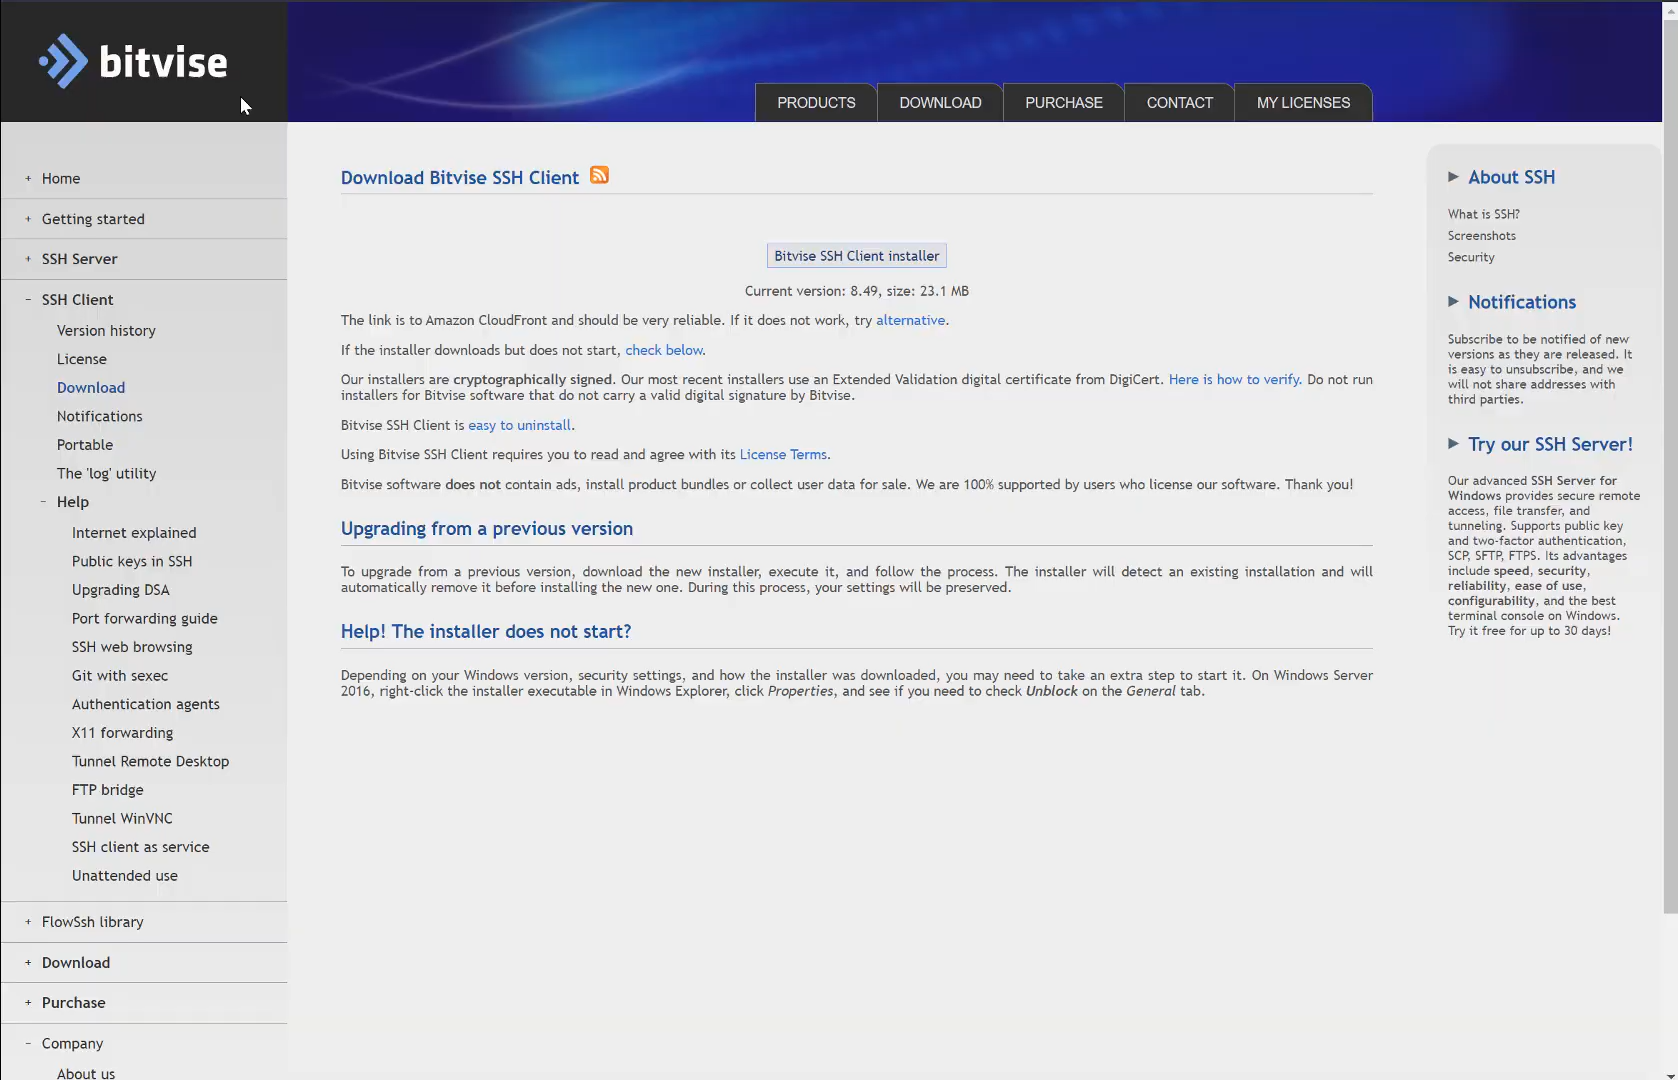 bitvise
PRODUCTS
DOWNLOAD
PURCHASE
CONTACT
MY LICENSES
+ Home
+ Getting started
+ SSH Server
- SSH Client
Version history
License
Download
Notifications
Portable
The 'log' utility
- Help
Internet explained
Public keys in SSH
Upgrading DSA
Port forwarding guide
SSH web browsing
Git with sexec
Authentication agents
X11 forwarding
Tunnel Remote Desktop
FTP bridge
Tunnel WinVNC
SSH client as service
Unattended use
+ FlowSsh library
+ Download
+ Purchase
- Company
About us
Download Bitvise SSH Client
Bitvise SSH Client installer
Current version: 8.49, size: 23.1 MB
The link is to Amazon CloudFront and should be very reliable. If it does not work, try alternative.
If the installer downloads but does not start, check below.
Our installers are cryptographically signed. Our most recent installers use an Extended Validation digital certificate from DigiCert. Here is how to verify. Do not run
installers for Bitvise software that do not carry a valid digital signature by Bitvise.
Bitvise SSH Client is easy to uninstall.
Using Bitvise SSH Client requires you to read and agree with its License Terms.
Bitvise software does not contain ads, install product bundles or collect user data for sale. We are 100% supported by users who license our software. Thank you!
Upgrading from a previous version
To upgrade from a previous version, download the new installer, execute it, and follow the process. The installer will detect an existing installation and will
automatically remove it before installing the new one. During this process, your settings will be preserved.
Help! The installer does not start?
Depending on your Windows version, security settings, and how the installer was downloaded, you may need to take an extra step to start it. On Windows Server
2016, right-click the installer executable in Windows Explorer, click Properties, and see if you need to check Unblock on the General tab.
About SSH
What is SSH?
Screenshots
Security
Notifications
Subscribe to be notified of new
versions as they are released. It
is easy to unsubscribe, and we
will not share addresses with
third parties.
Try our SSH Server!
Our advanced SSH Server for
Windows provides secure remote
access, file transfer, and
tunneling. Supports public key
and two-factor authentication,
SCP, SFTP, FTPS. Its advantages
include speed, security,
reliability, ease of use,
configurability, and the best
terminal console on Windows.
Try it free for up to 30 days!